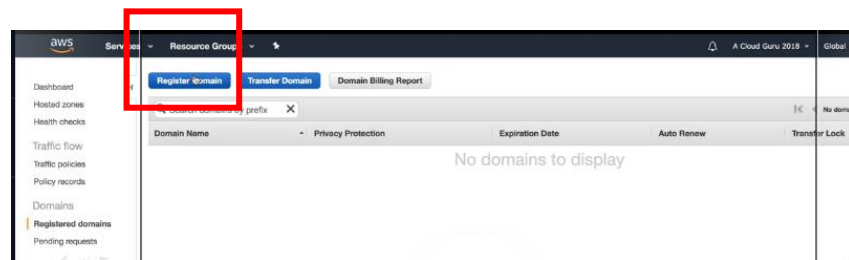 aws Services Resource Groups A Cloud Guru 2018 Global
Register Domain Transfer Domain Domain Billing Report
Search domains by prefix No doma
Domain Name Privacy Protection Expiration Date Auto Renew Transfer Lock
No domains to display
Dashboard
Hosted zones
Health checks
Traffic flow
Traffic policies
Policy records
Domains
Registered domains
Pending requests